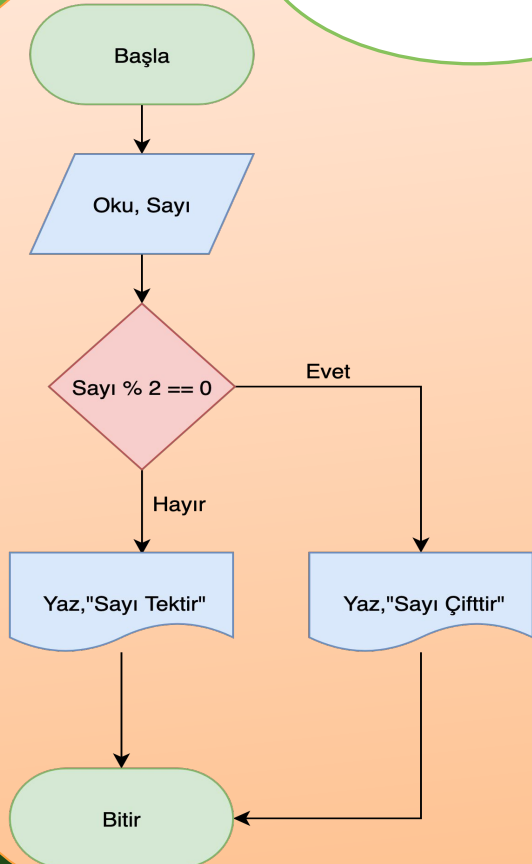 Başla
Oku, Sayı
Sayı % 2 == 0
Evet
Hayır
Yaz,"Sayı Tektir"
Yaz,"Sayı Çifttir"
Bitir